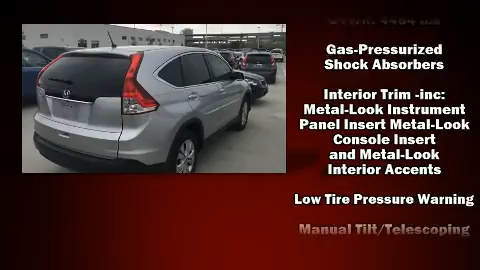 Gas-Pressurized
Shock Absorbers
Interior Trim -inc:
Metal-Look Instrument
Panel Insert Metal-Look
Console Insert
and Metal-Look
Interior Accents
Low Tire Pressure Warning
Manual Tilt/Telescoping